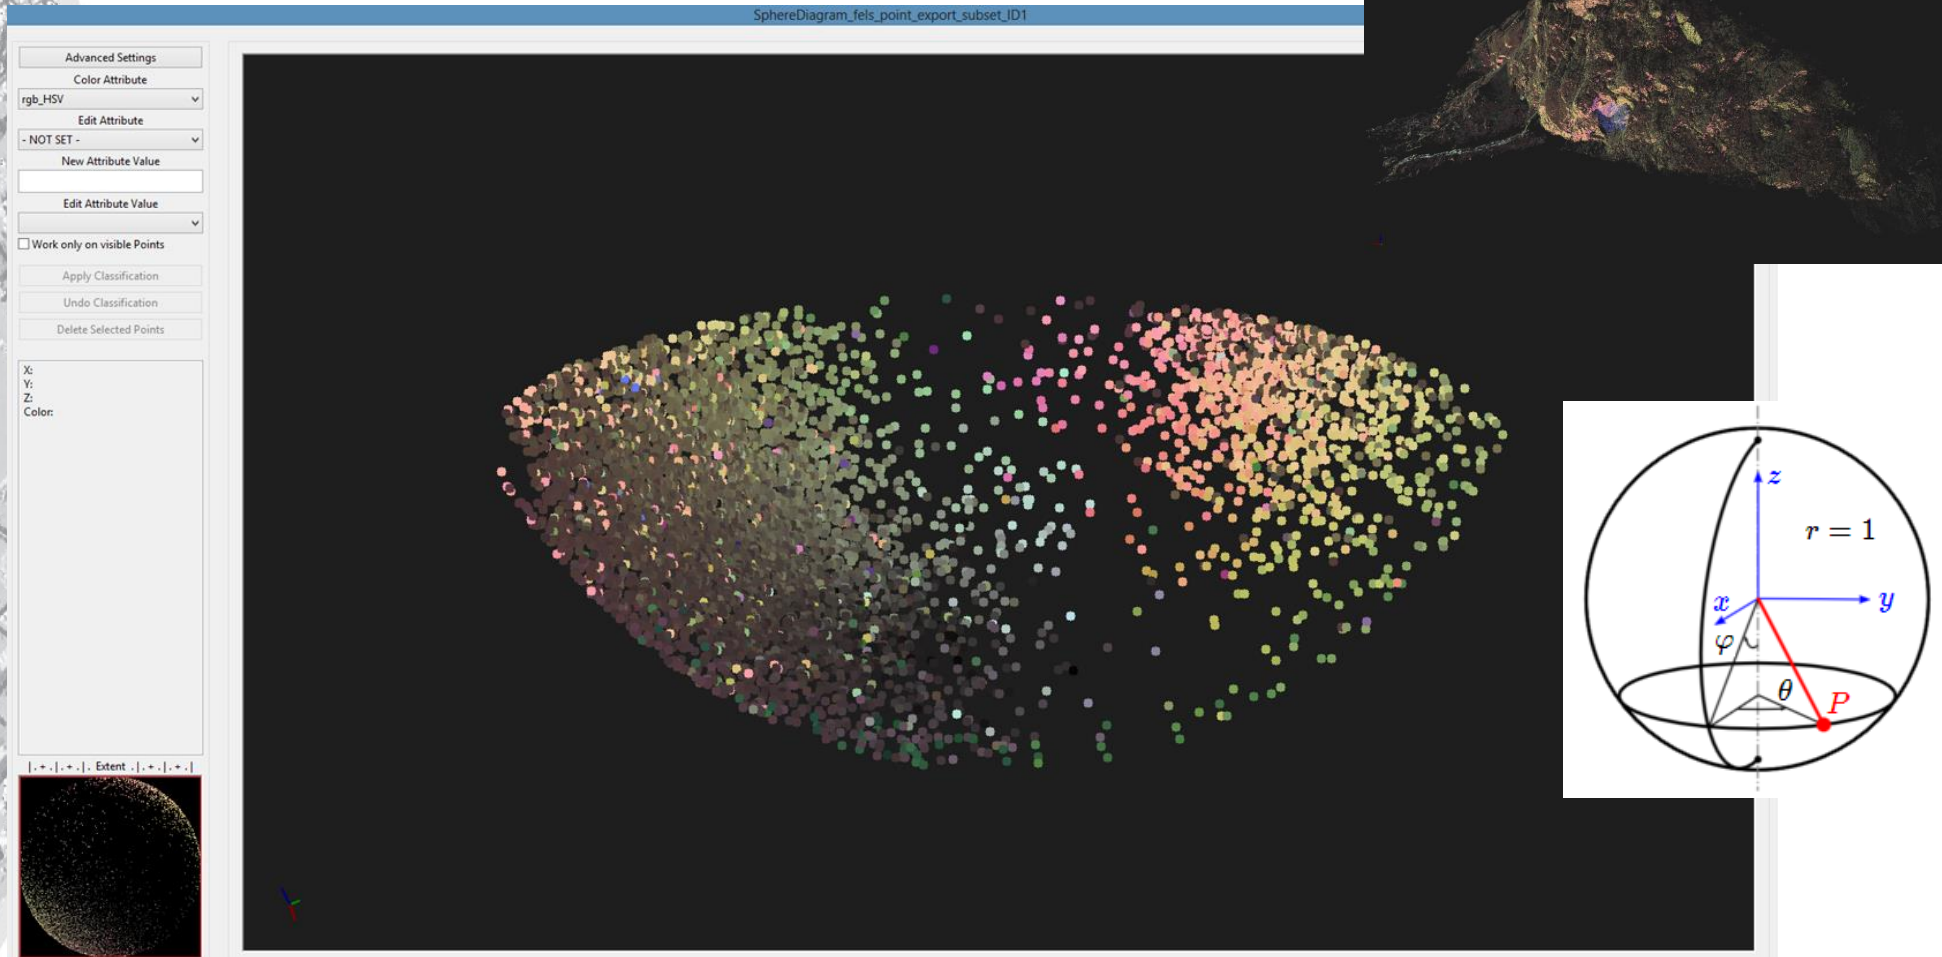 SphereDiagram_fels_point_export_subset_ID1
Advanced Settings
Color Attribute
rgb_HSV
Edit Attribute
- NOT SET -
New Attribute Value
Edit Attribute Value
Work only on visible Points
Apply Classification
Undo Classification
Delete Selected Points
X:
Y:
Z:
Color:
|.+.|.+.|. Extent .|.+.|.+.|
z
r = 1
x
y
φ
θ
P